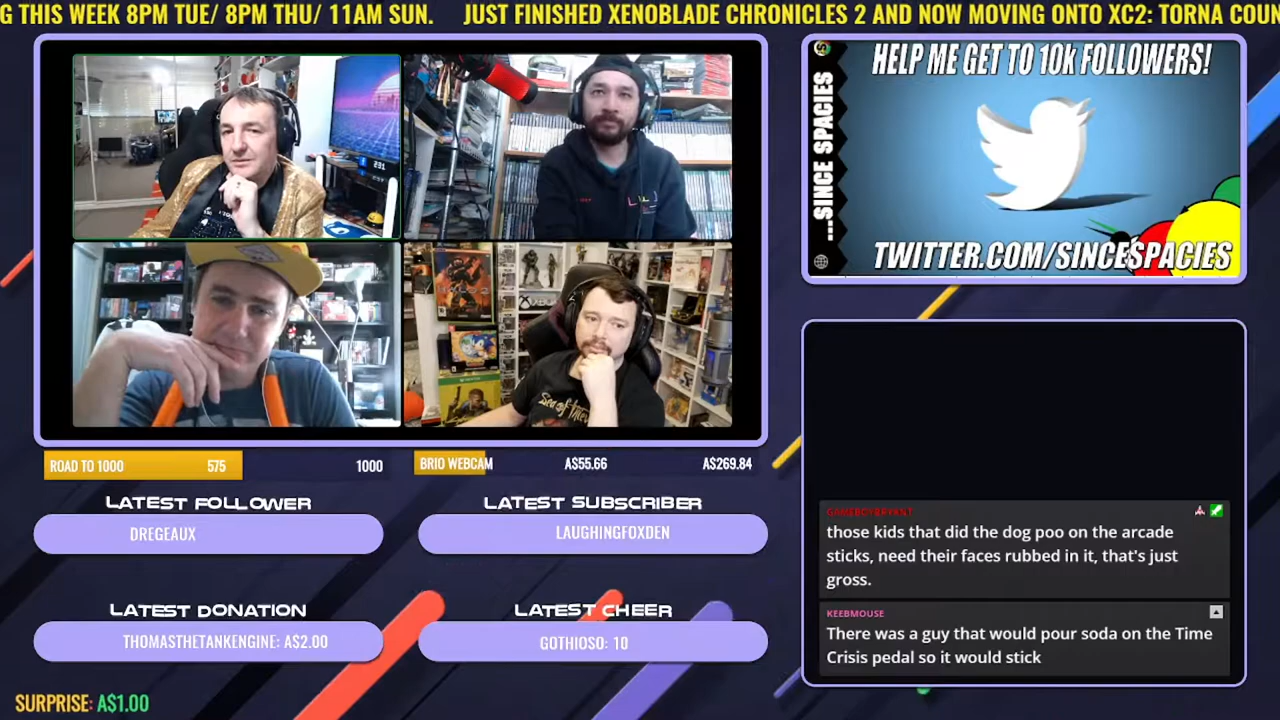 G THIS WEEK 8PM TUE/ 8PM THU/ 11AM SUN. JUST FINISHED XENOBLADE CHRONICLES 2 AND NOW MOVING ONTO XC2: TORNA COUN
HELP ME GET TO 10K FOLLOWERS!
...SINCE SPACIES
TWITTER.COM/SINCESPACIES
231
Sea of Thieves
ROAD TO 1000 575 1000
BRIO WEBCAM A$55.66 A$269.84
LATEST FOLLOWER
DREGEAUX
LATEST SUBSCRIBER
LAUGHINGFOXDEN
LATEST DONATION
THOMASTHETANKENGINE: A$2.00
LATEST CHEER
GOTHIOSO: 10
SURPRISE: A$1.00
those kids that did the dog poo on the arcade
sticks, need their faces rubbed in it, that's just
gross.
KEEBMOUSE
There was a guy that would pour soda on the Time
Crisis pedal so it would stick